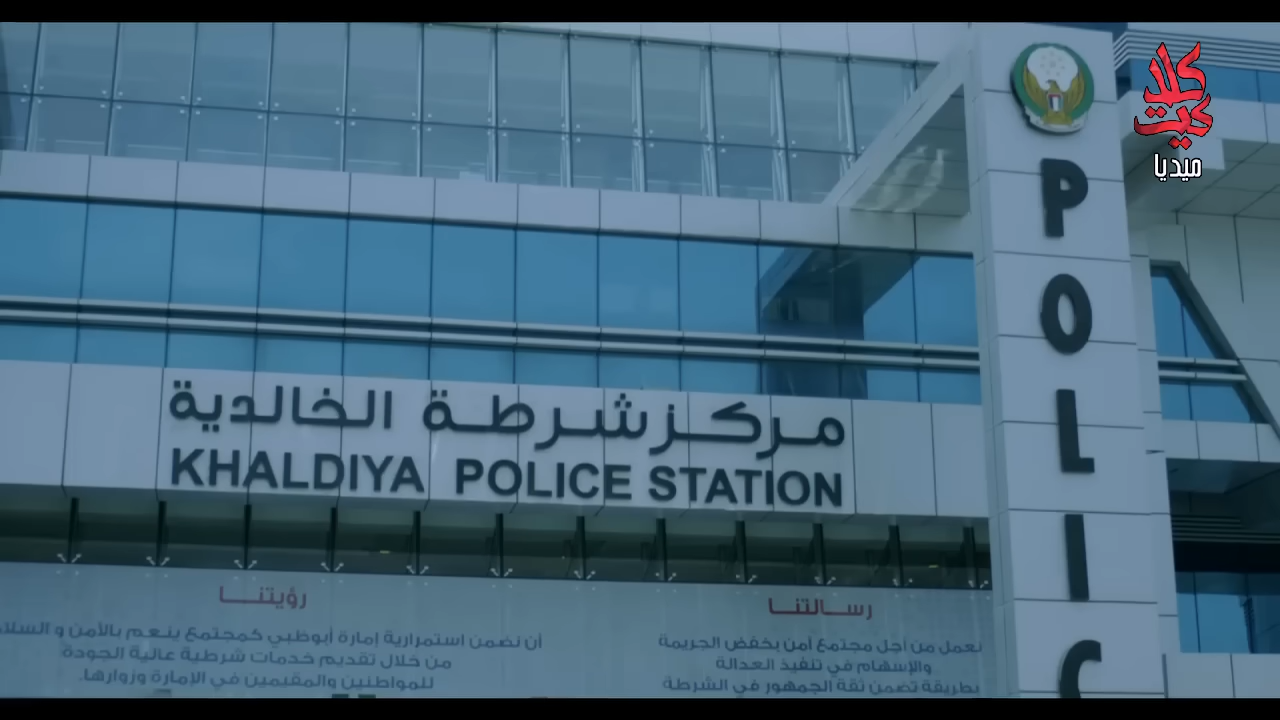 كلاكيت
ميديا
POLIC
مركز شرطة الخالدية
KHALDIYA POLICE STATION
رسالتنا
نعمل من أجل مجتمع آمن بخفض الجريمة
والإسهام في تنفيذ العدالة
بطريقة تضمن ثقة الجمهور في الشرطة
رؤيتنا
أن نضمن استمرارية إمارة أبوظبي كمجتمع ينعم بالأمن و السلا
من خلال تقديم خدمات شرطية عالية الجودة
للمواطنين والمقيمين في الإمارة وزوارها.